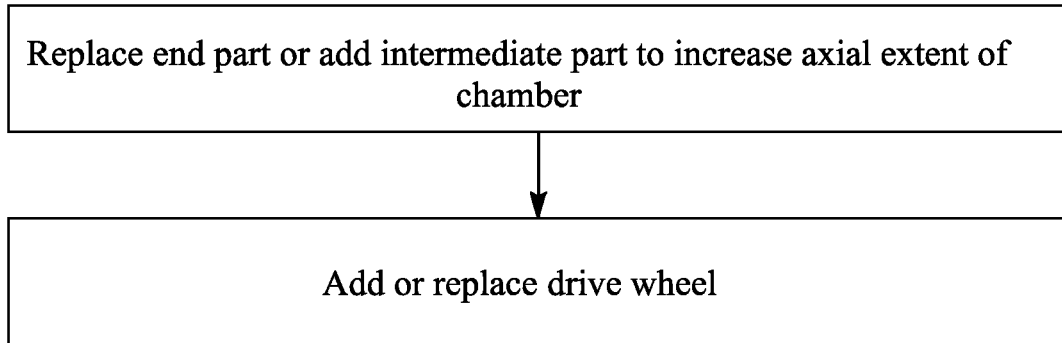 Replace end part or add intermediate part to increase axial extent of
chamber
Add or replace drive wheel